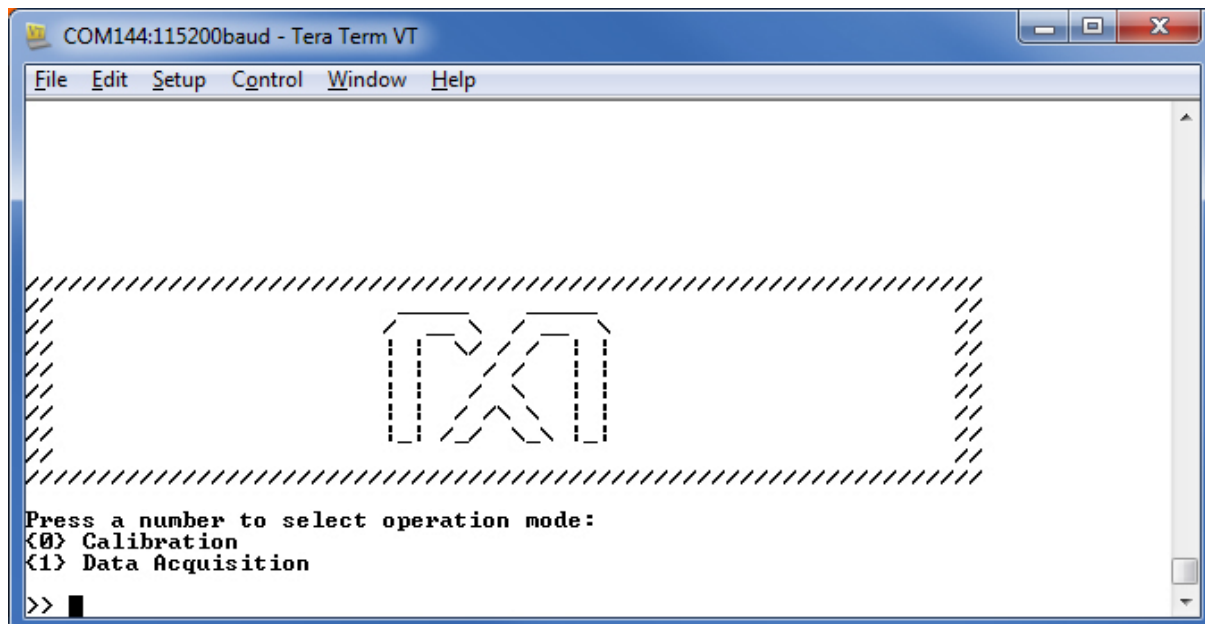 COM144:115200baud - Tera Term VT
File Edit Setup Control Window Help
Press a number to select operation mode:
{0} Calibration
{1} Data Acquisition
>>